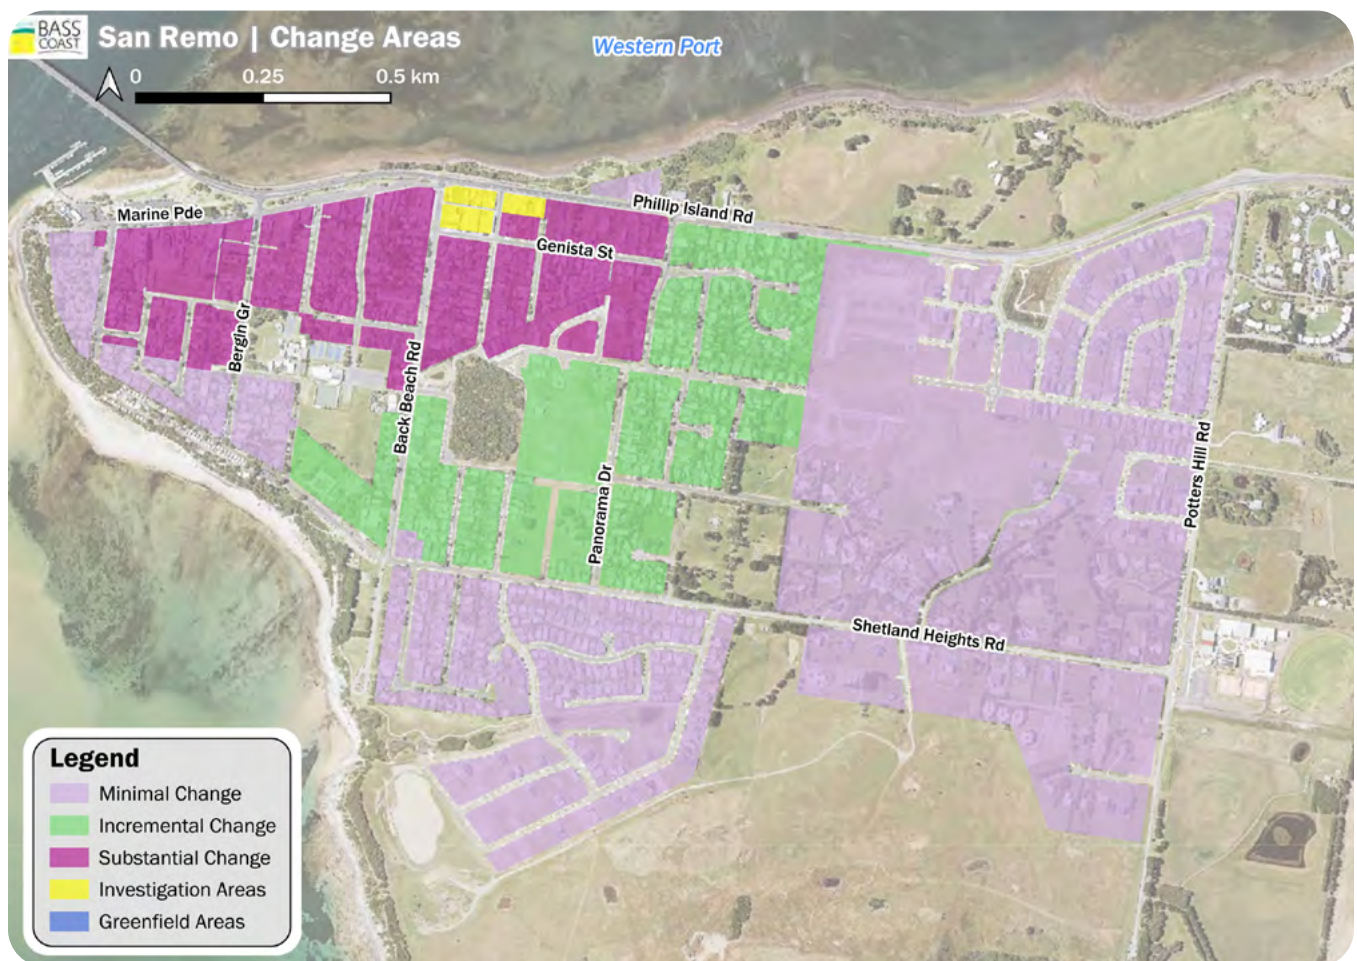 BASS
COAST
San Remo | Change Areas
Western Port
0 0.25 0.5 km
Marine Pde
Phillip Island Rd
Genista St
Bergin Gr
Back Beach Rd
Panorama Dr
Potters Hill Rd
Shetland Heights Rd
Legend
Minimal Change
Incremental Change
Substantial Change
Investigation Areas
Greenfield Areas